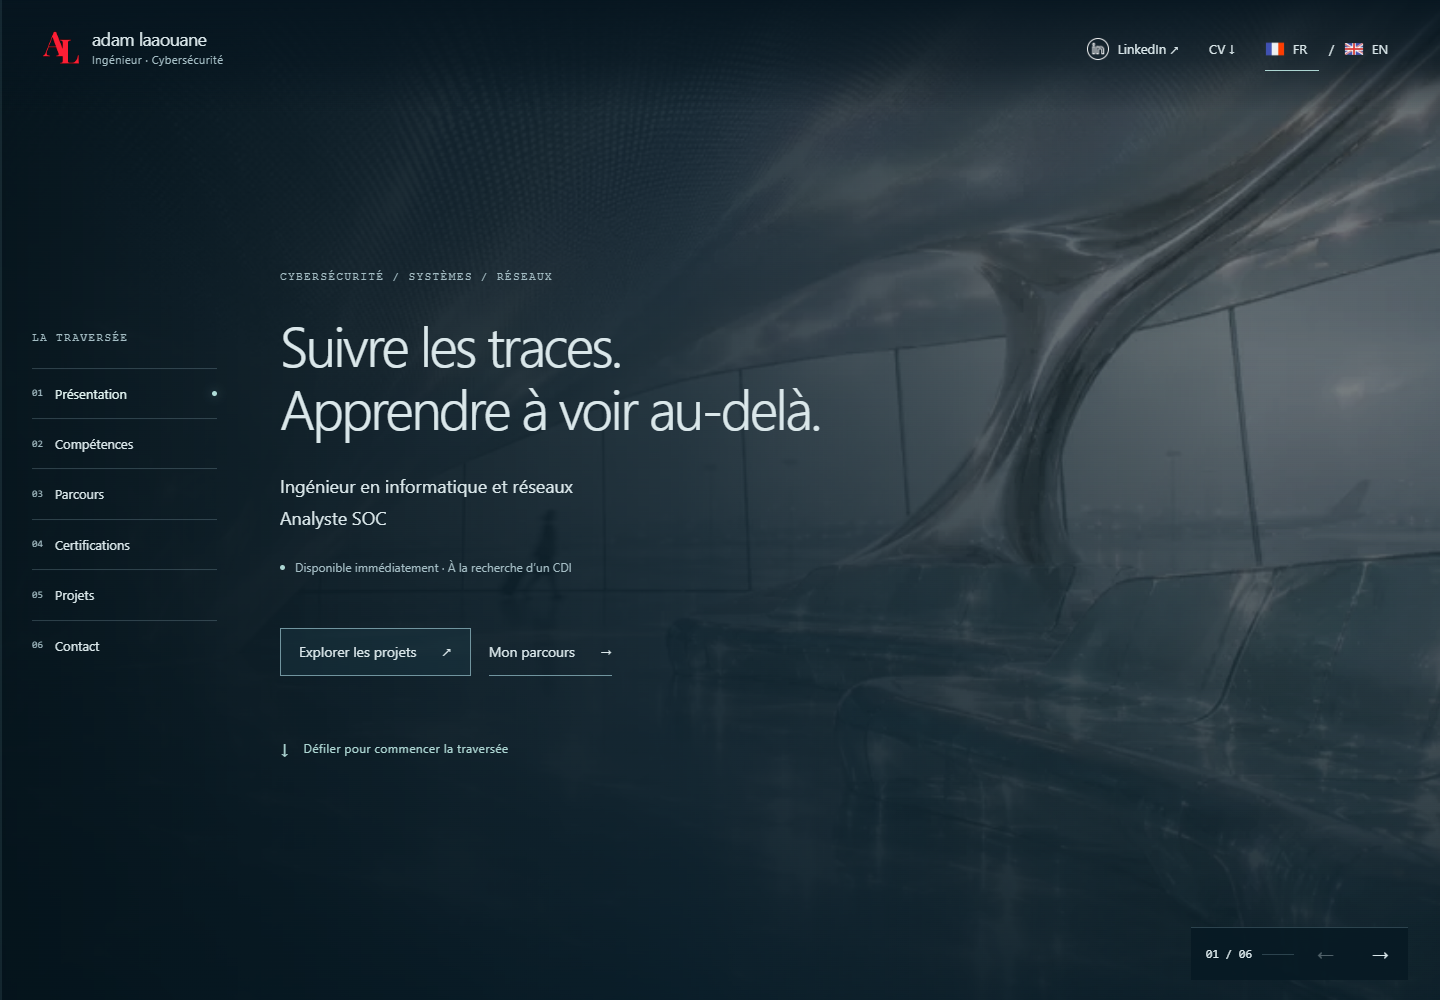 AL
adam laaouane
Ingénieur · Cybersécurité
in LinkedIn ↗
CV ↓
FR / EN
CYBERSÉCURITÉ / SYSTÈMES / RÉSEAUX
LA TRAVERSÉE
01 Présentation
02 Compétences
03 Parcours
04 Certifications
05 Projets
06 Contact
Suivre les traces.
Apprendre à voir au-delà.
Ingénieur en informatique et réseaux
Analyste SOC
Disponible immédiatement · À la recherche d'un CDI
Explorer les projets ↗
Mon parcours →
↓ Défiler pour commencer la traversée
01 / 06 ← →